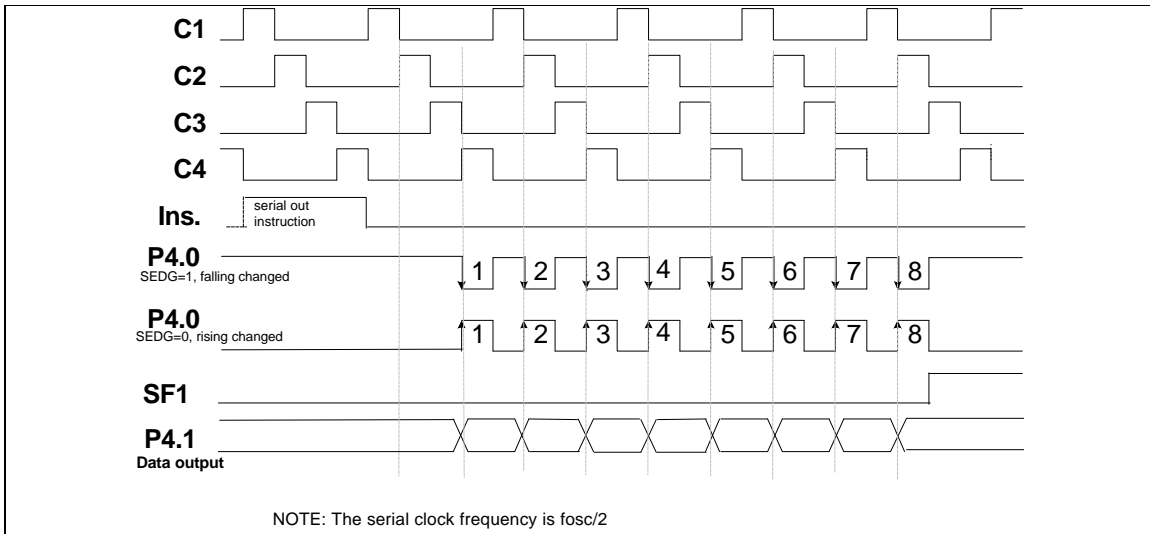 C1
C2
C3
C4
Ins.
serial out
instruction
P4.0
SEDG=1, falling changed
1 2 3 4 5 6 7 8
P4.0
SEDG=0, rising changed
1 2 3 4 5 6 7 8
SF1
P4.1
Data output
NOTE: The serial clock frequency is fosc/2